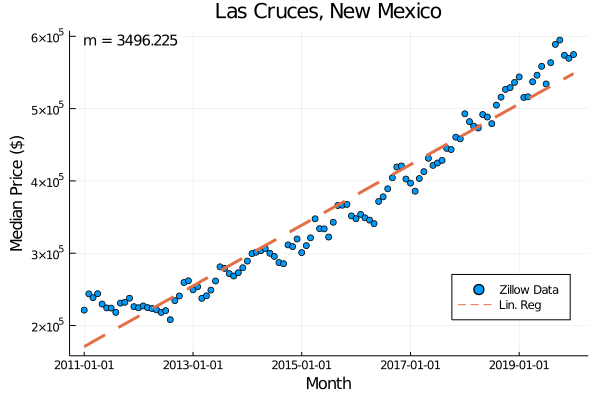 Las Cruces, New Mexico
m = 3496.225
6×10⁵
5×10⁵
4×10⁵
3×10⁵
2×10⁵
Median Price ($)
Zillow Data
Lin. Reg
2011-01-01 2013-01-01 2015-01-01 2017-01-01 2019-01-01
Month